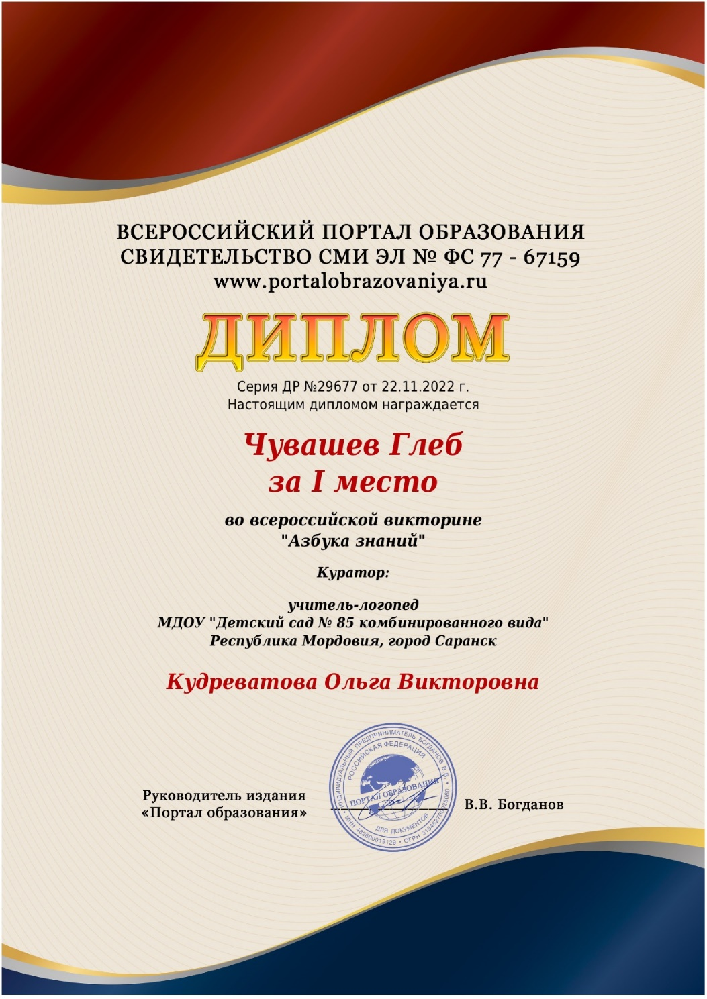 ВСЕРОССИЙСКИЙ ПОРТАЛ ОБРАЗОВАНИЯ
СВИДЕТЕЛЬСТВО СМИ ЭЛ № ФС 77 - 67159
www.portalobrazovaniya.ru
ДИПЛОМ
Серия ДР №29677 от 22.11.2022 г.
Настоящим дипломом награждается
Чувашев Глеб
за I место
во всероссийской викторине
"Азбука знаний"
Куратор:
учитель-логопед
МДОУ "Детский сад № 85 комбинированного вида"
Республика Мордовия, город Саранск
Кудреватова Ольга Викторовна
Руководитель издания
«Портал образования»
В.В. Богданов
ИНДИВИДУАЛЬНЫЙ ПРЕДПРИНИМАТЕЛЬ БОГДАНОВ В.В.
РОССИЙСКАЯ ФЕДЕРАЦИЯ
ПОРТАЛ ОБРАЗОВАНИЯ
ДЛЯ ДОКУМЕНТОВ
ИНН 482600019129 • ОГРН